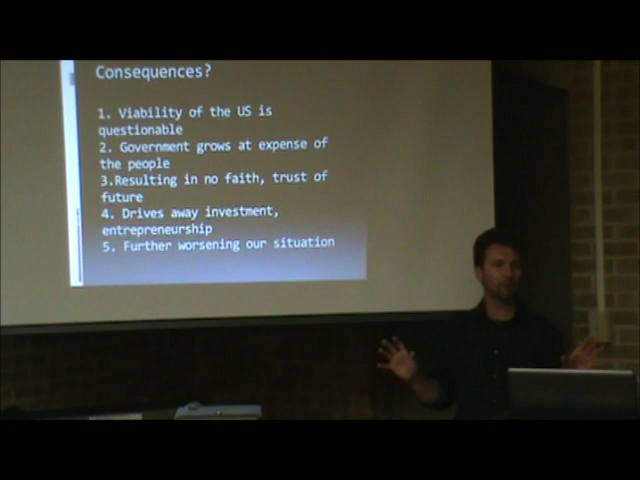 Consequences?
1. Viability of the US is
questionable
2. Government grows at expense of
the people
3.Resulting in no faith, trust of
future
4. Drives away investment,
entrepreneurship
5. Further worsening our situation